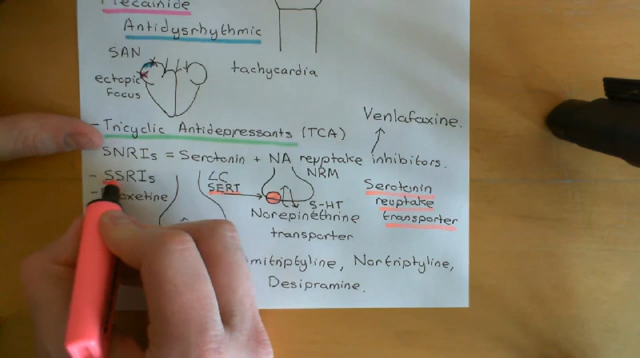 Flecainide
Antidysrhythmic
SAN
ectopic
focus
tachycardia
Venlafaxine.
- Tricyclic Antidepressants (TCA)
SNRIs = Serotonin + NA reuptake inhibitors.
- SSRIs
LC
SERT
NRM
5-HT
Norepinephrine
transporter
Serotonin
reuptake
transporter
mitriptyline, Nortriptyline,
Desipramine.